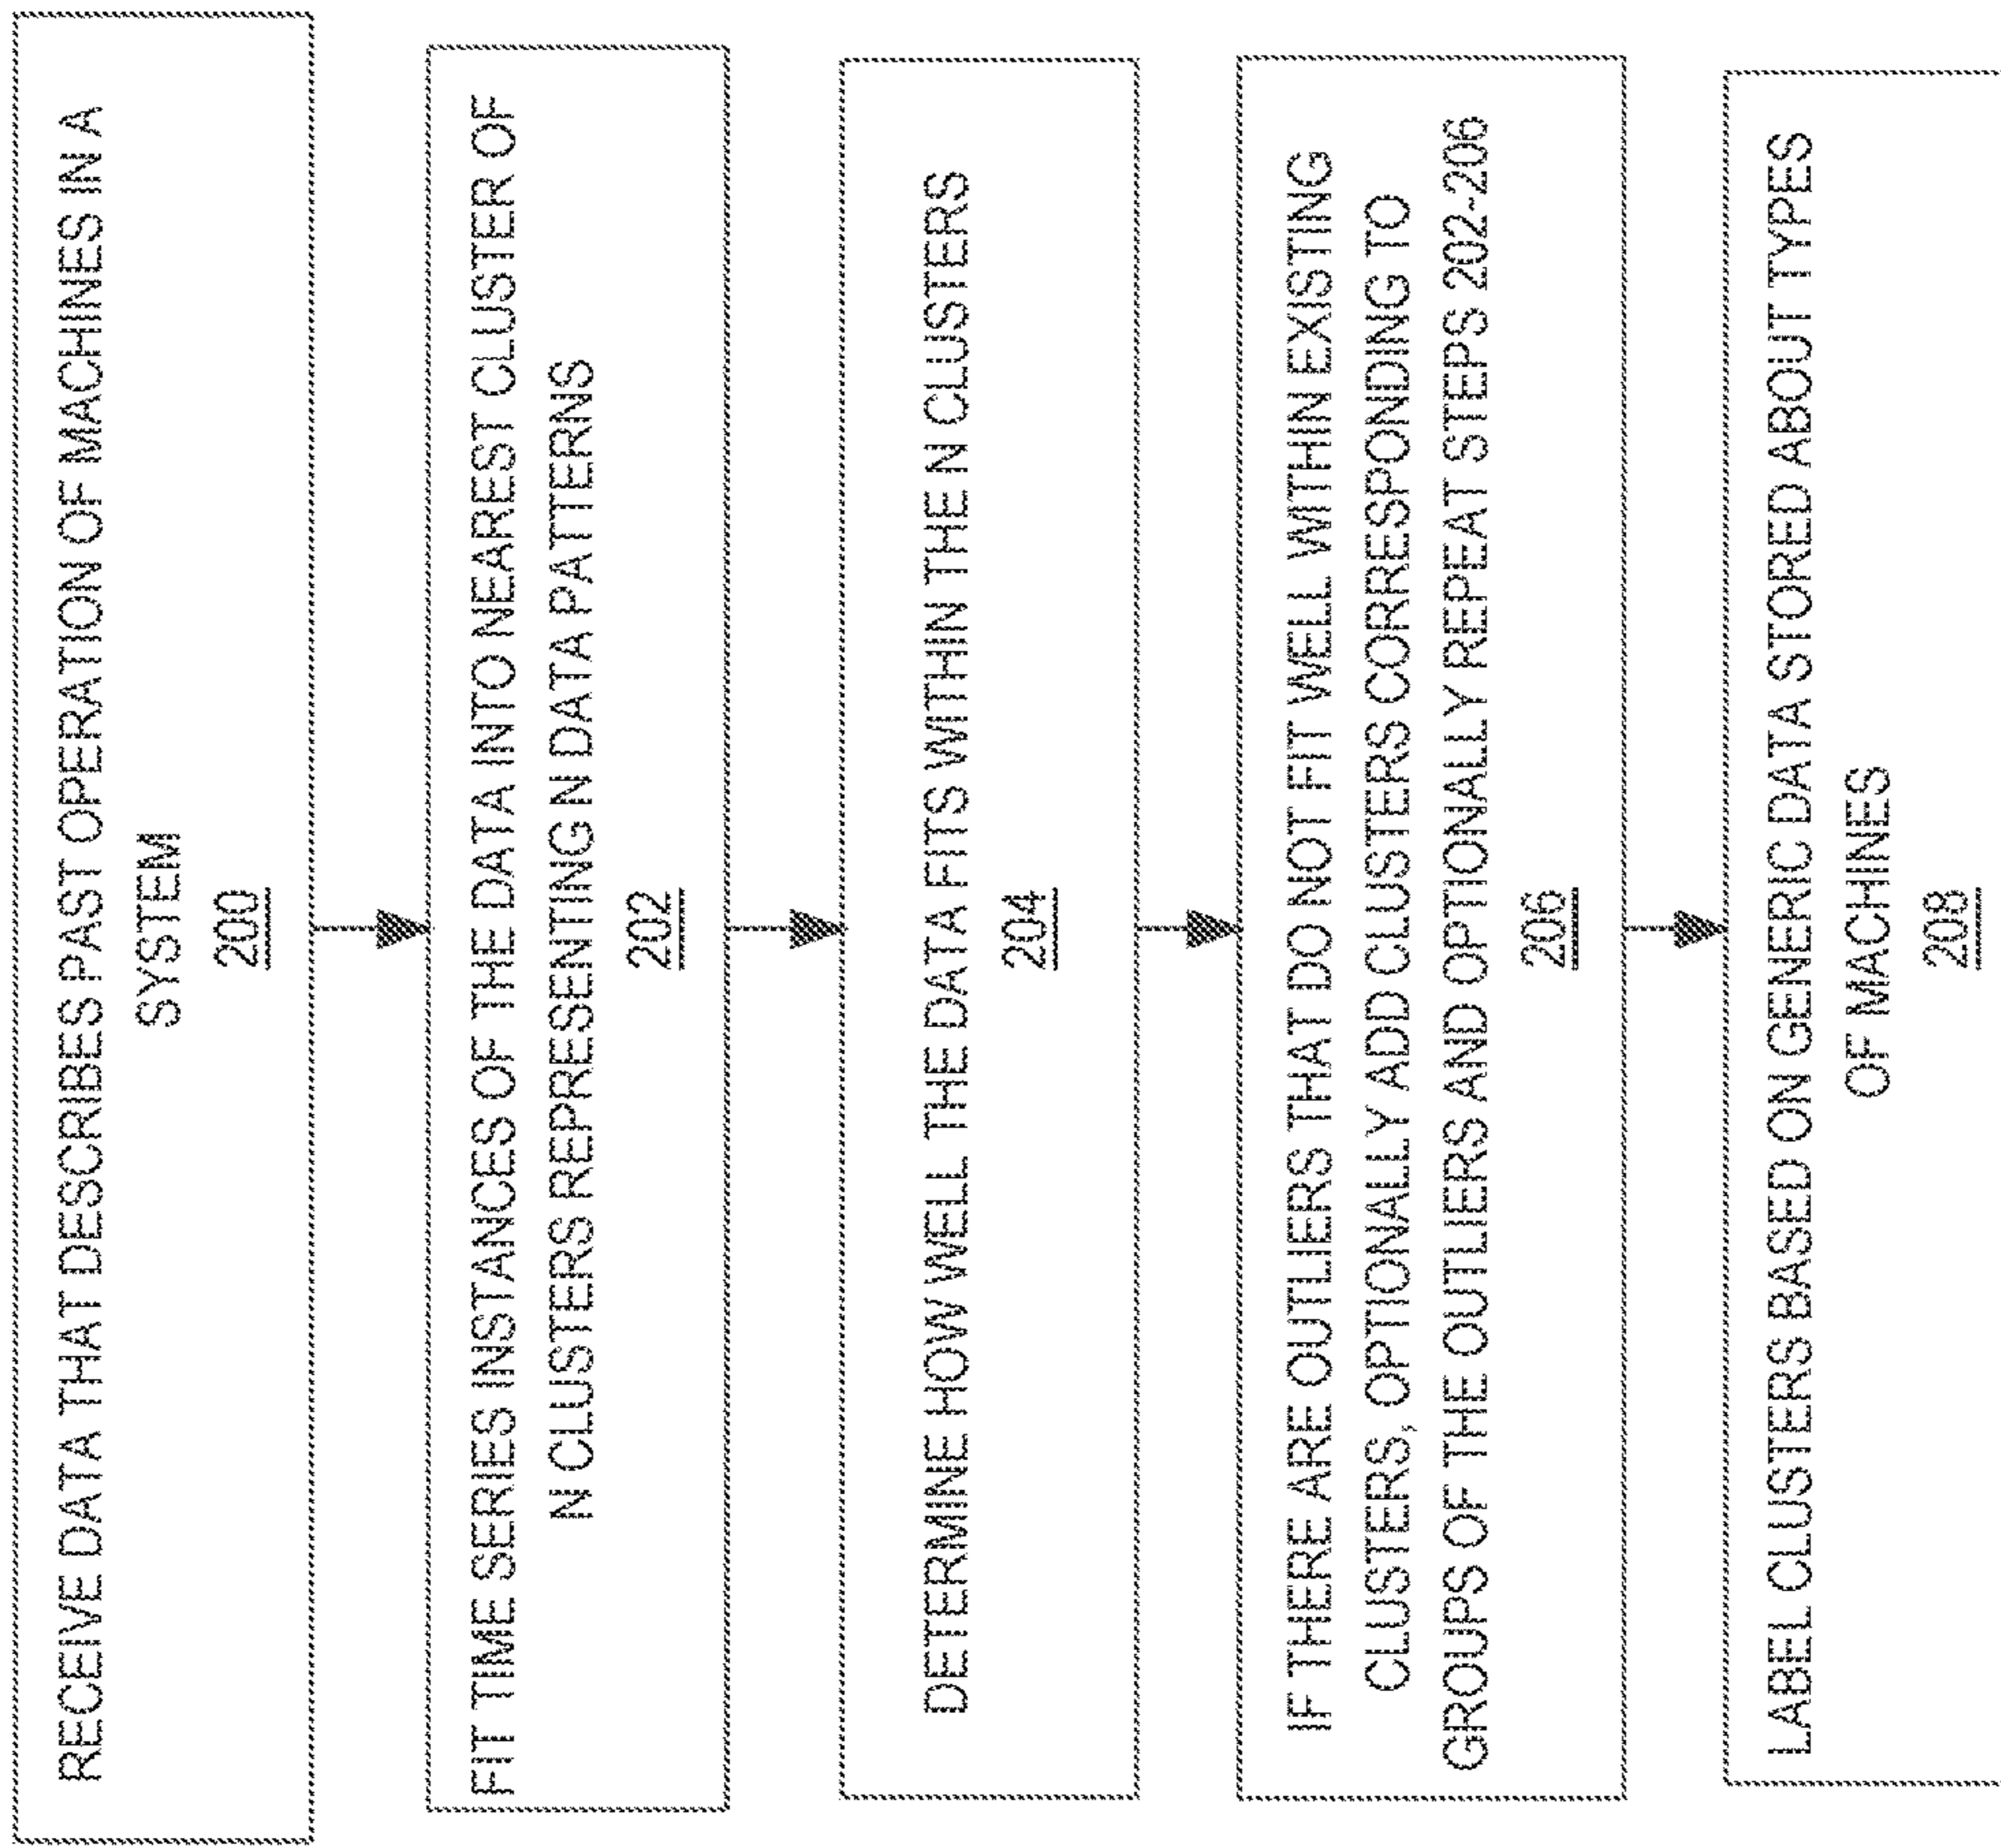 RECEIVE DATA THAT DESCRIBES PAST OPERATION OF MACHINES IN A
SYSTEM
200
FIT TIME SERIES INSTANCES OF THE DATA INTO NEAREST CLUSTER OF
N CLUSTERS REPRESENTING N DATA PATTERNS
202
DETERMINE HOW WELL THE DATA FITS WITHIN THE N CLUSTERS
204
IF THERE ARE OUTLIERS THAT DO NOT FIT WELL WITHIN EXISTING
CLUSTERS, OPTIONALLY ADD CLUSTERS CORRESPONDING TO
GROUPS OF THE OUTLIERS AND OPTIONALLY REPEAT STEPS 202-206
206
LABEL CLUSTERS BASED ON GENERIC DATA STORED ABOUT TYPES
OF MACHINES
208